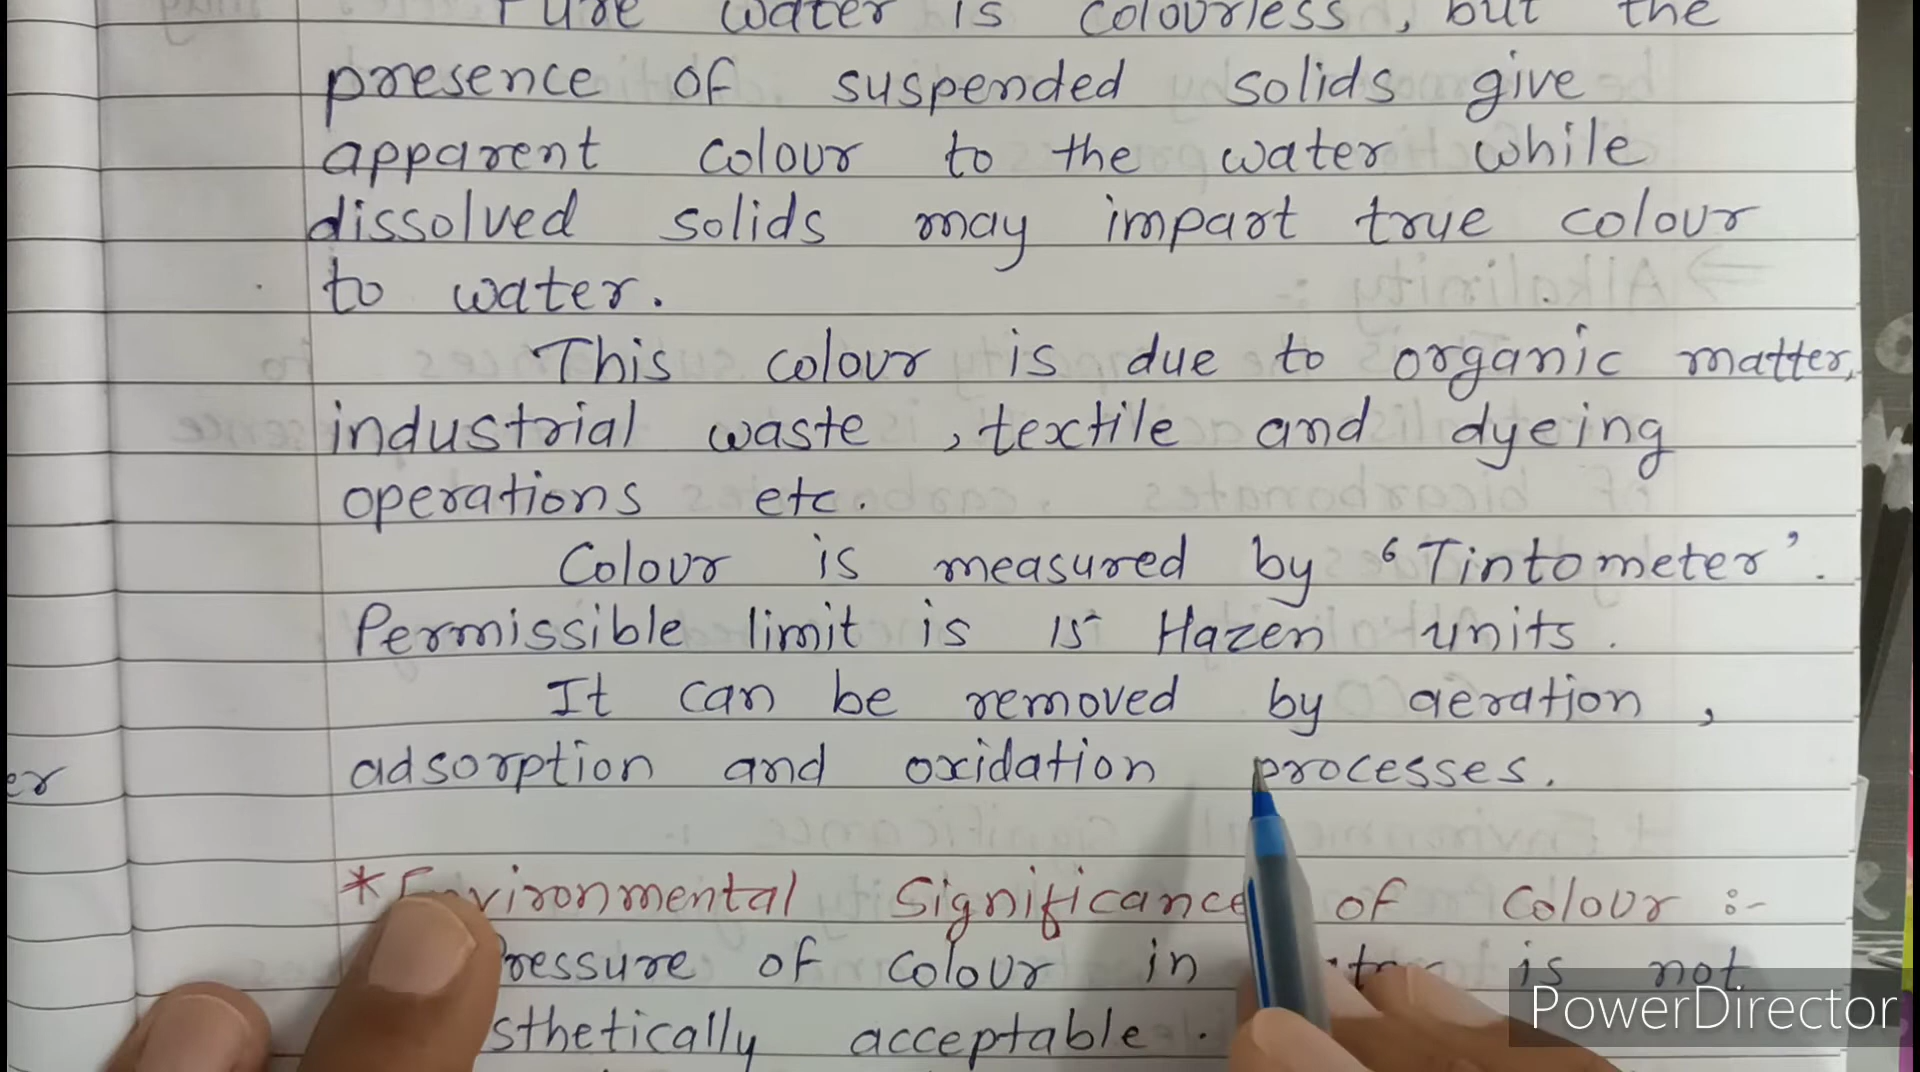 Pure water is colourless, but the
presence of suspended solids give
apparent colour to the water while
dissolved solids may impart true colour
to water.
This colour is due to organic matter,
industrial waste, textile and dyeing
operations etc.
Colour is measured by 'Tintometer'.
Permissible limit is 15 Hazen units.
It can be removed by aeration,
adsorption and oxidation processes.
er
*Environmental Significance of Colour :-
ressure of colour in is not
sthetically acceptable.
PowerDirector